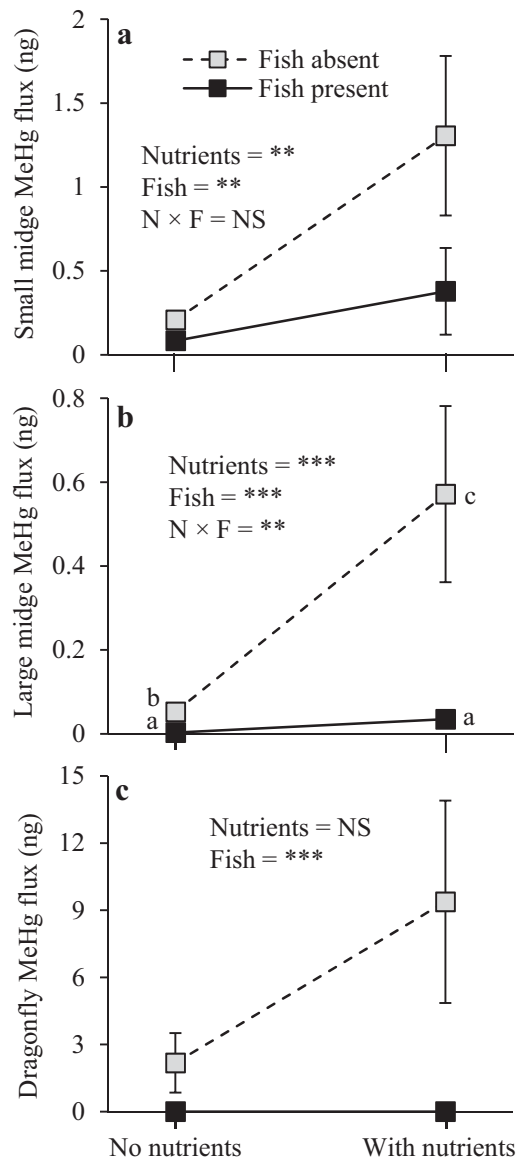 a
Fish absent
Fish present
Nutrients = **
Fish = **
N × F = NS
Small midge MeHg flux (ng)
2
1.5
1
0.5
0
b
Nutrients = ***
Fish = ***
N × F = **
Large midge MeHg flux (ng)
0.8
0.6
0.4
0.2
0
c
b
a
a
c
Nutrients = NS
Fish = ***
Dragonfly MeHg flux (ng)
15
12
9
6
3
0
No nutrients
With nutrients